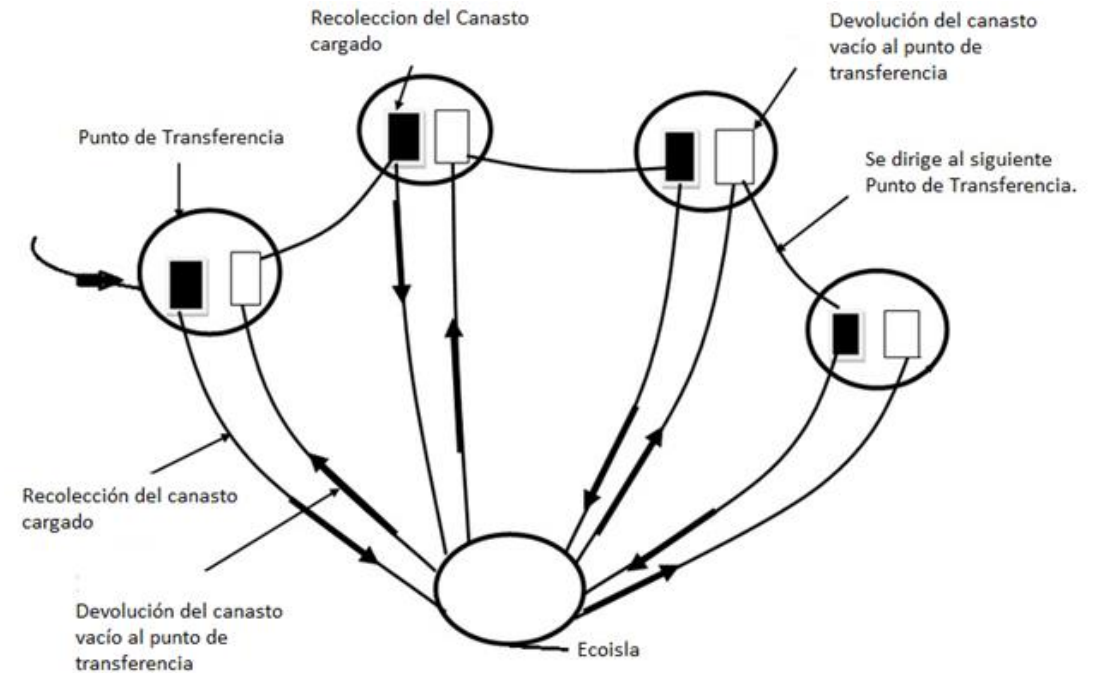 Recoleccion del Canasto
cargado
Devolución del canasto
vacío al punto de
transferencia
Punto de Transferencia
Se dirige al siguiente
Punto de Transferencia.
Recolección del canasto
cargado
Devolución del canasto
vacío al punto de
transferencia
Ecoisla